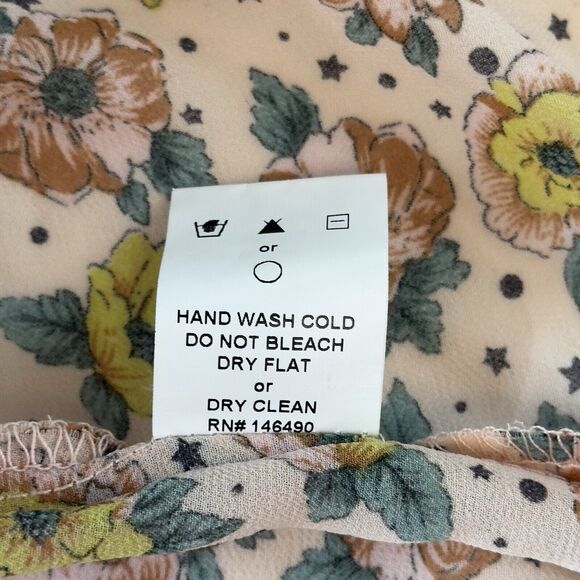 or
HAND WASH COLD
DO NOT BLEACH
DRY FLAT
or
DRY CLEAN
RN# 146490